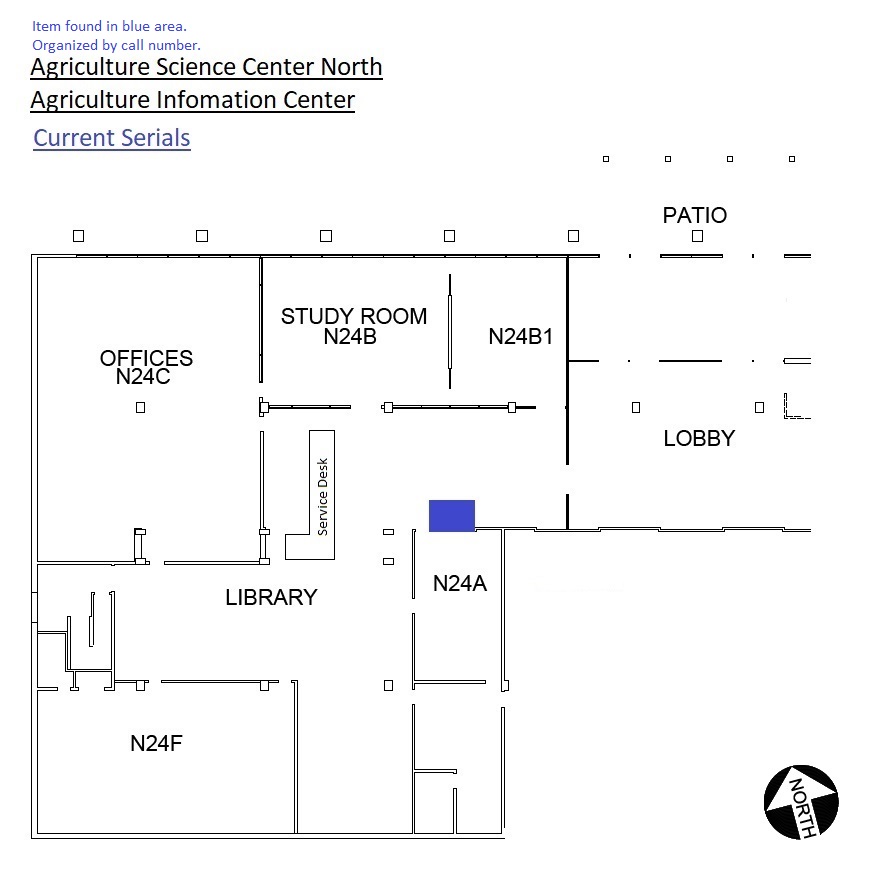 Item found in blue area.
Organized by call number.
Agriculture Science Center North
Agriculture Infomation Center
Current Serials
PATIO
STUDY ROOM
N24B
N24B1
OFFICES
N24C
LOBBY
Service Desk
N24A
LIBRARY
N24F
NORTH